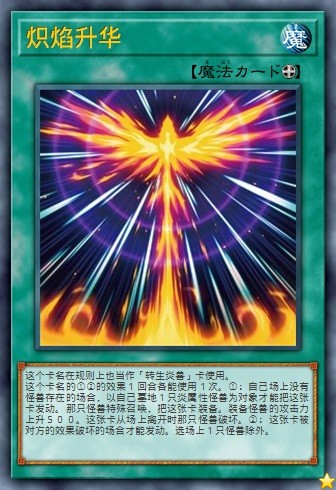 炽焰升华
魔
【魔法カード】
这个卡名在规则上也当作「转生炎兽」卡使用。
这个卡名的①②的效果1回合各能使用1次。①：自己场上没有
怪兽存在的场合，以自己墓地1只炎属性怪兽为对象才能把这张
卡发动。那只怪兽特殊召唤，把这张卡装备。装备怪兽的攻击力
上升500。这张卡从场上离开时那只怪兽破坏。②：这张卡被
对方的效果破坏的场合才能发动。选场上1只怪兽除外。